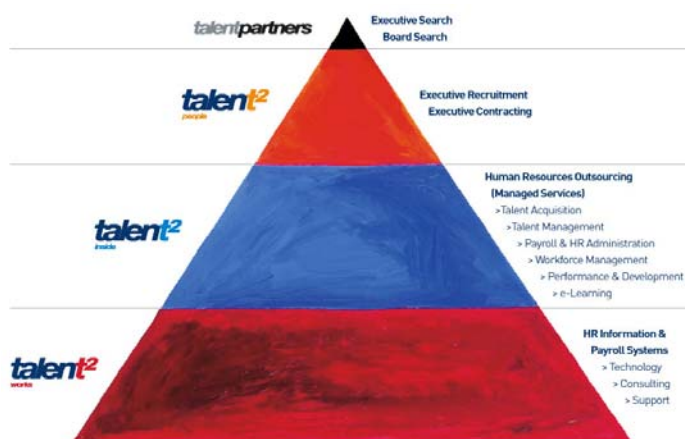 talentpartners
Executive Search
Board Search
talent2
people
Executive Recruitment
Executive Contracting
talent2
inside
Human Resources Outsourcing
(Managed Services)
>Talent Acquisition
>Talent Management
> Payroll & HR Administration
> Workforce Management
> Performance & Development
> e-Learning
talent2
works
HR Information &
Payroll Systems
> Technology
> Consulting
> Support